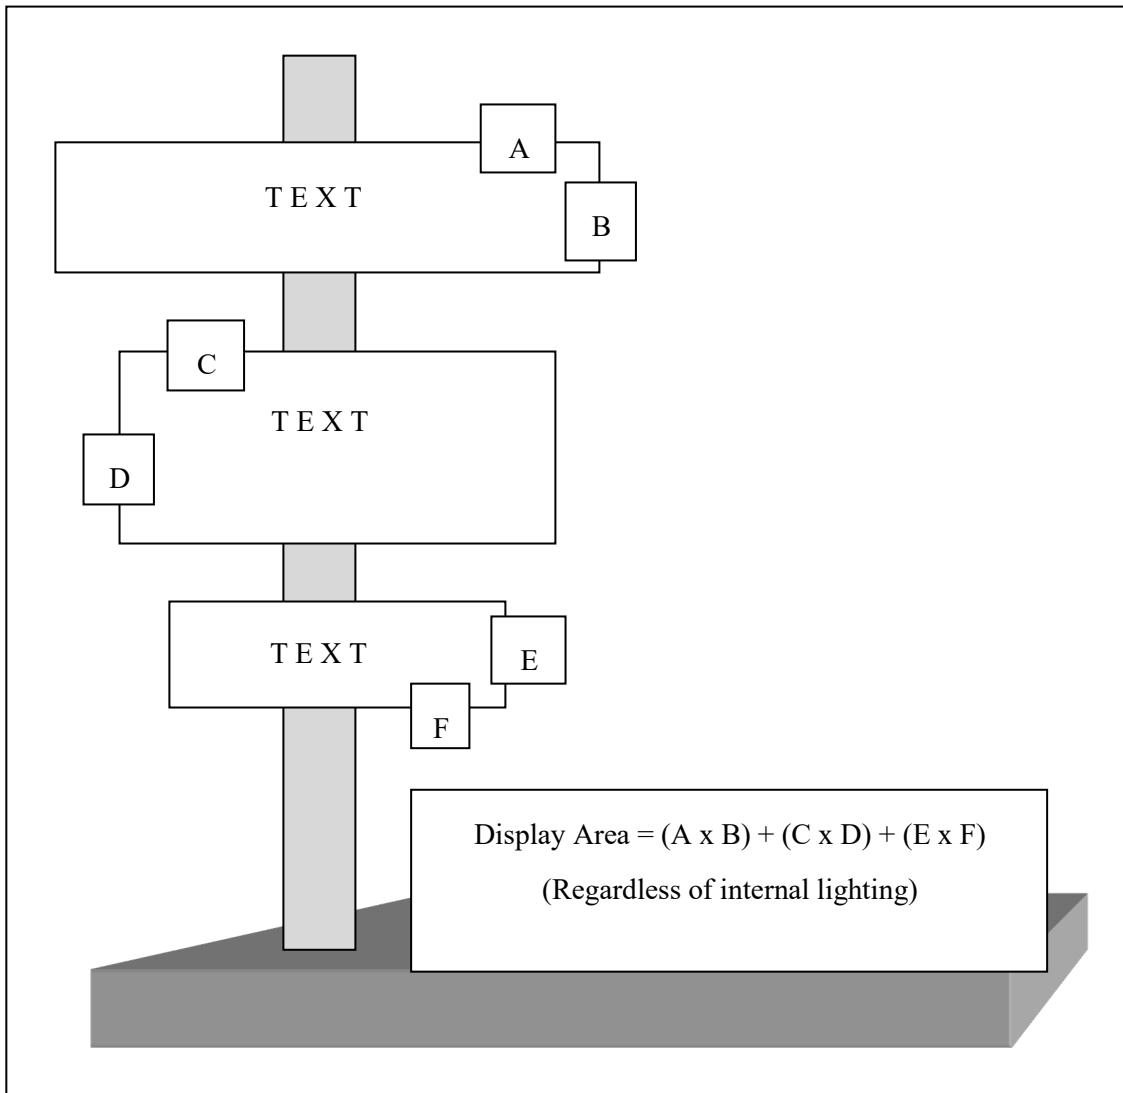 A
T E X T
B
C
T E X T
D
T E X T
E
F
Display Area = (A x B) + (C x D) + (E x F)
(Regardless of internal lighting)